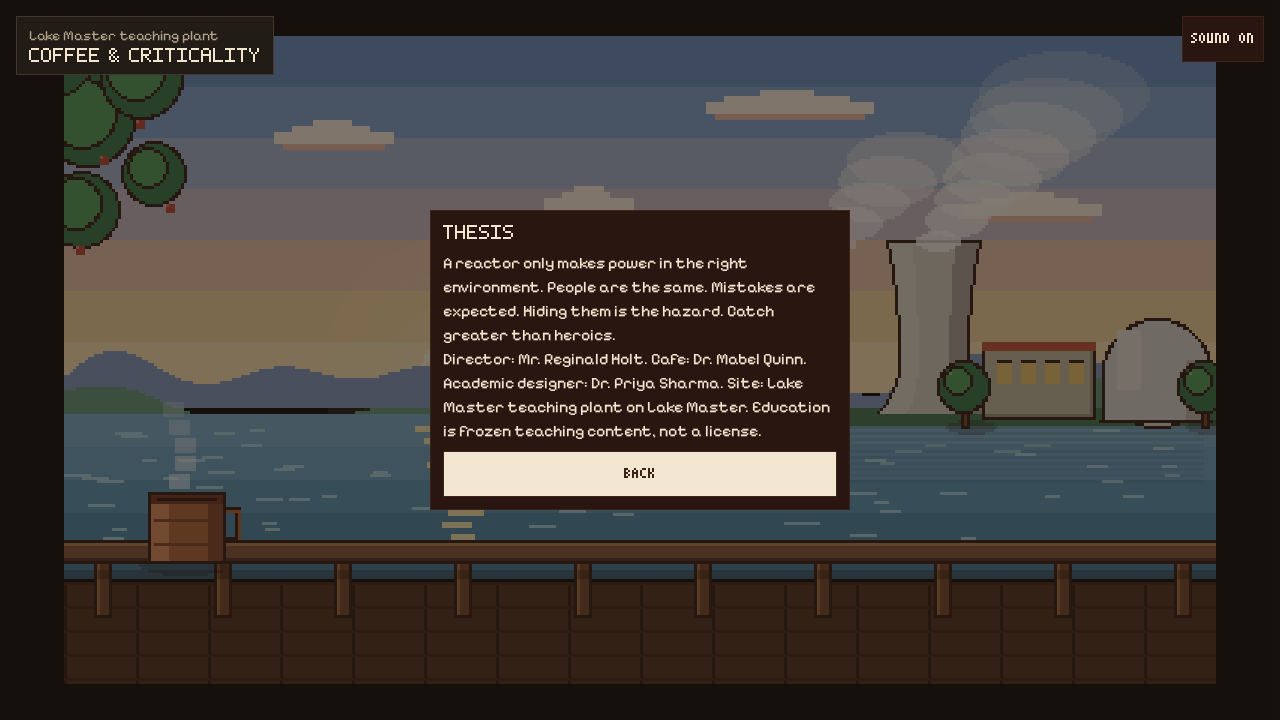 Lake Master teaching plant
COFFEE & CRITICALITY
SOUND ON
THESIS
A reactor only makes power in the right
environment. People are the same. Mistakes are
expected. Hiding them is the hazard. Catch
greater than heroics.
Director: Mr. Reginald Holt. Cafe: Dr. Mabel Quinn.
Academic designer: Dr. Priya Sharma. Site: Lake
Master teaching plant on Lake Master. Education
is frozen teaching content, not a license.
BACK